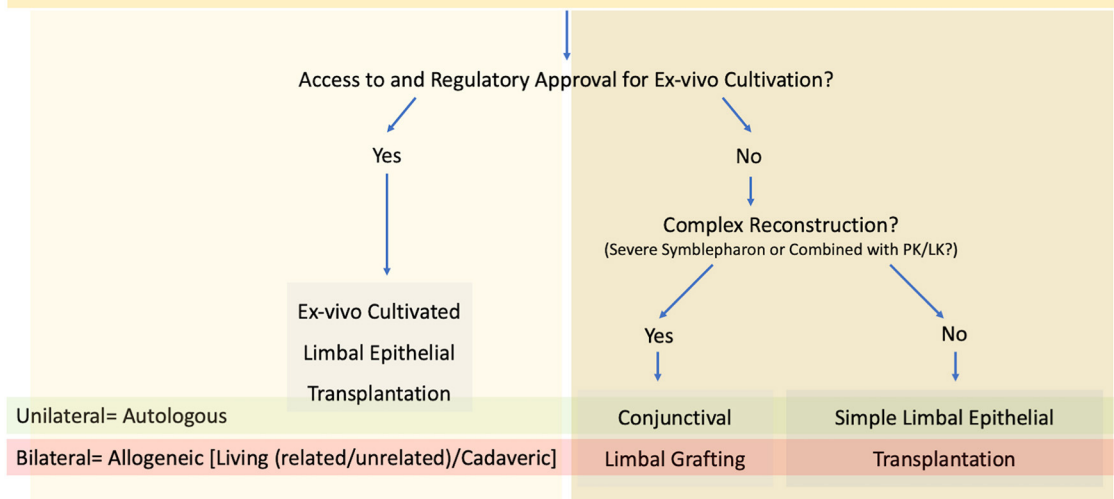 Access to and Regulatory Approval for Ex-vivo Cultivation?
Yes
No
Complex Reconstruction?
(Severe Symblepharon or Combined with PK/LK?)
Ex-vivo Cultivated
Limbal Epithelial
Transplantation
Yes
No
Unilateral= Autologous
Conjunctival
Simple Limbal Epithelial
Bilateral= Allogeneic [Living (related/unrelated)/Cadaveric]
Limbal Grafting
Transplantation